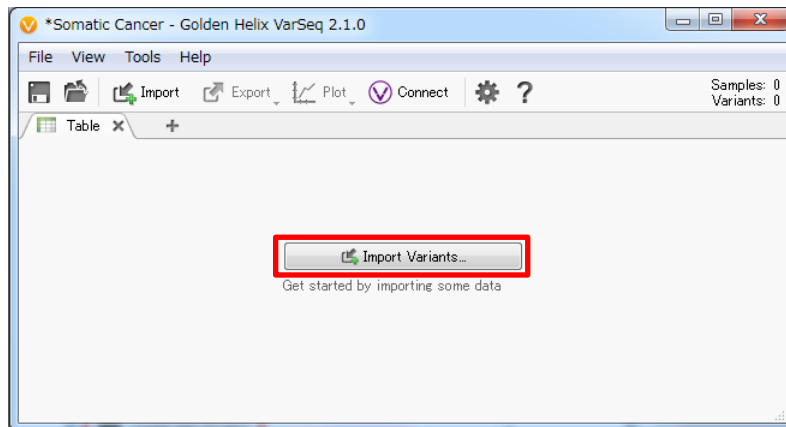 *Somatic Cancer - Golden Helix VarSeq 2.1.0
File View Tools Help
Import Export Plot Connect ?
Samples: 0
Variants: 0
Table
Import Variants...
Get started by importing some data